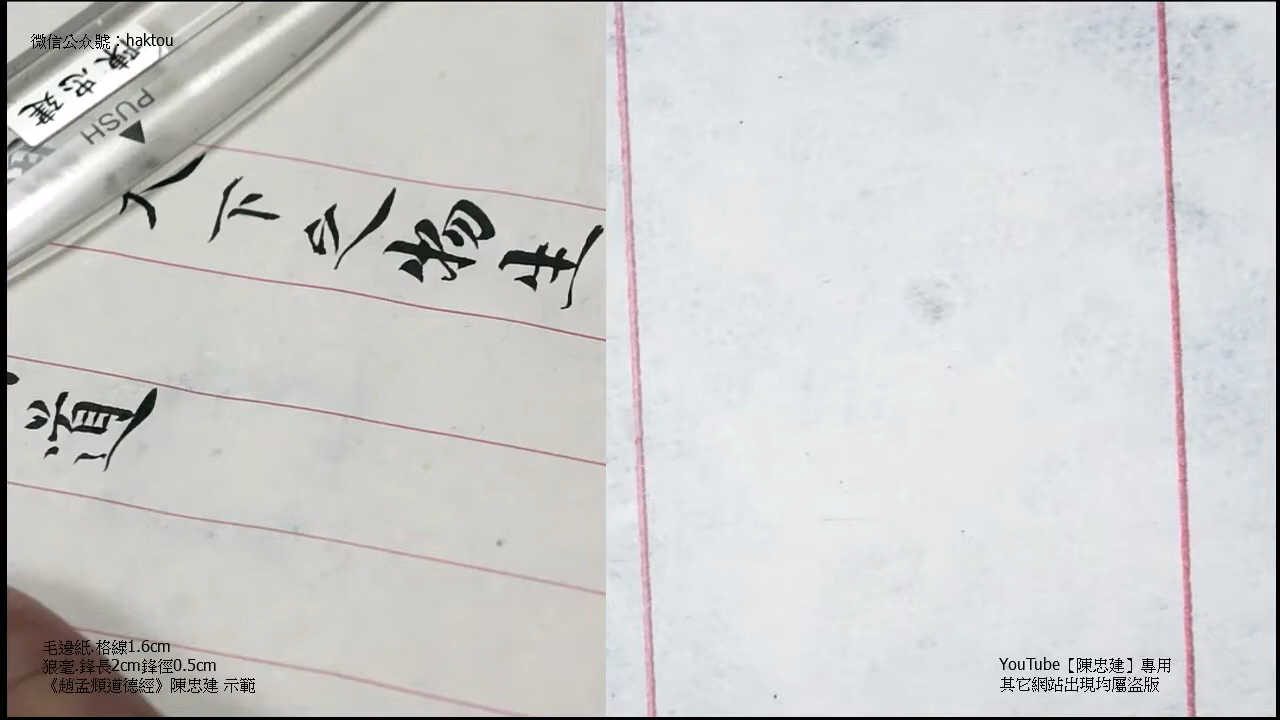 微信公众號：haktou
陳忠建
PUSH
天下之物生
道
毛邊紙.格線1.6cm
狼毫.鋒長2cm鋒徑0.5cm
《趙孟頫道德經》陳忠建 示範
YouTube［陳忠建］專用
其它網站出現均屬盜版